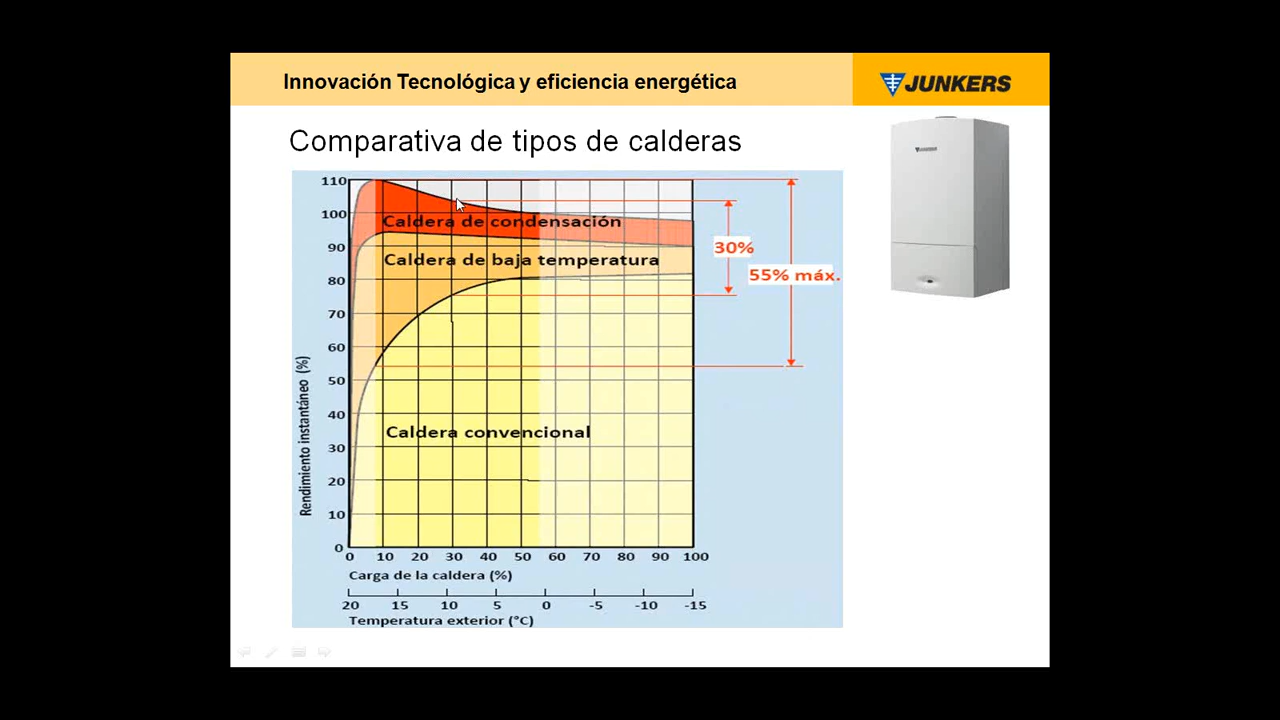 Innovación Tecnológica y eficiencia energética
JUNKERS
Comparativa de tipos de calderas
JUNKERS
110
100
90
80
70
60
50
40
30
20
10
0
Rendimiento instantáneo (%)
Caldera de condensación
Caldera de baja temperatura
Caldera convencional
30%
55% máx.
0 10 20 30 40 50 60 70 80 90 100
Carga de la caldera (%)
20 15 10 5 0 -5 -10 -15
Temperatura exterior (°C)